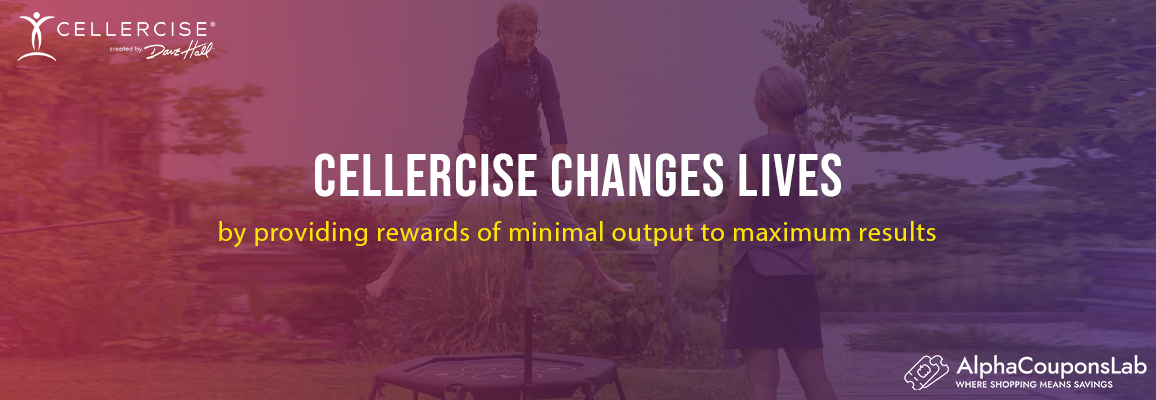 CELLERCISE®
created by Dave Hall
CELLERCISE CHANGES LIVES
by providing rewards of minimal output to maximum results
AlphaCouponsLab
WHERE SHOPPING MEANS SAVINGS